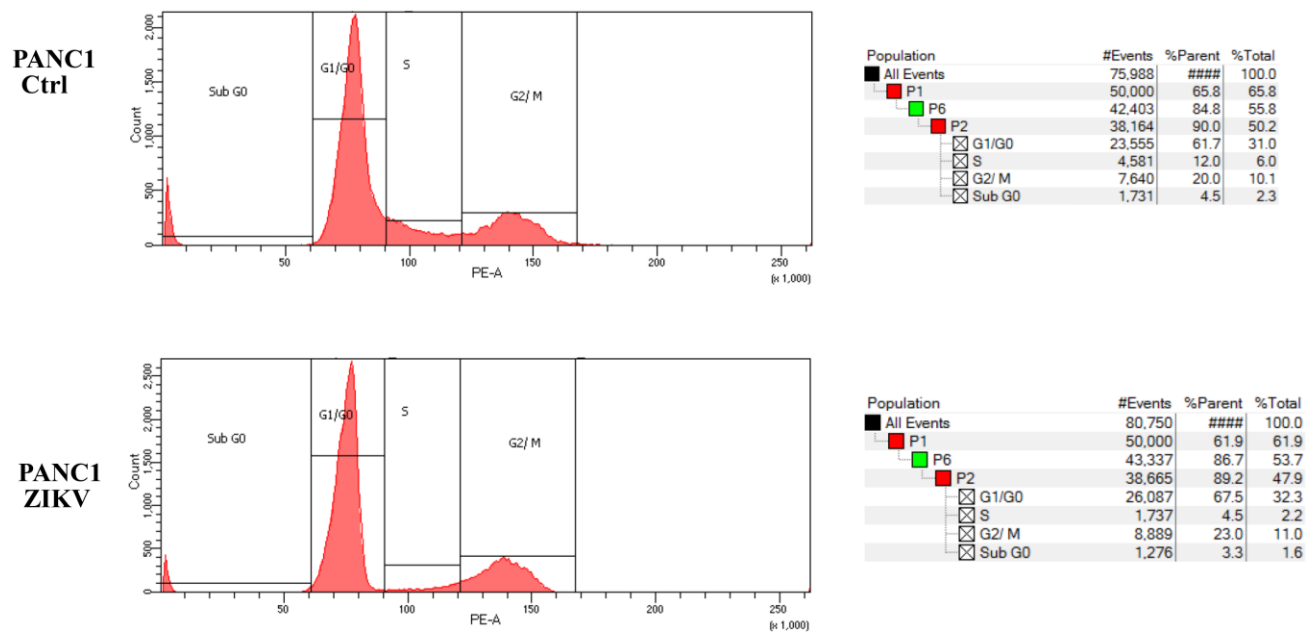 PANC1
Ctrl
Count
2,000
1,500
1,000
500
0
Sub G0
G1/G0
S
G2/ M
50
100
150
200
250
PE-A
(x 1,000)
Population #Events %Parent %Total
All Events 75,988 #### 100.0
P1 50,000 65.8 65.8
P6 42,403 84.8 55.8
P2 38,164 90.0 50.2
G1/G0 23,555 61.7 31.0
S 4,581 12.0 6.0
G2/ M 7,640 20.0 10.1
Sub G0 1,731 4.5 2.3
PANC1
ZIKV
Count
2,500
2,000
1,500
1,000
500
0
Sub G0
G1/G0
S
G2/ M
50
100
150
200
250
PE-A
(x 1,000)
Population #Events %Parent %Total
All Events 80,750 #### 100.0
P1 50,000 61.9 61.9
P6 43,337 86.7 53.7
P2 38,665 89.2 47.9
G1/G0 26,087 67.5 32.3
S 1,737 4.5 2.2
G2/ M 8,889 23.0 11.0
Sub G0 1,276 3.3 1.6